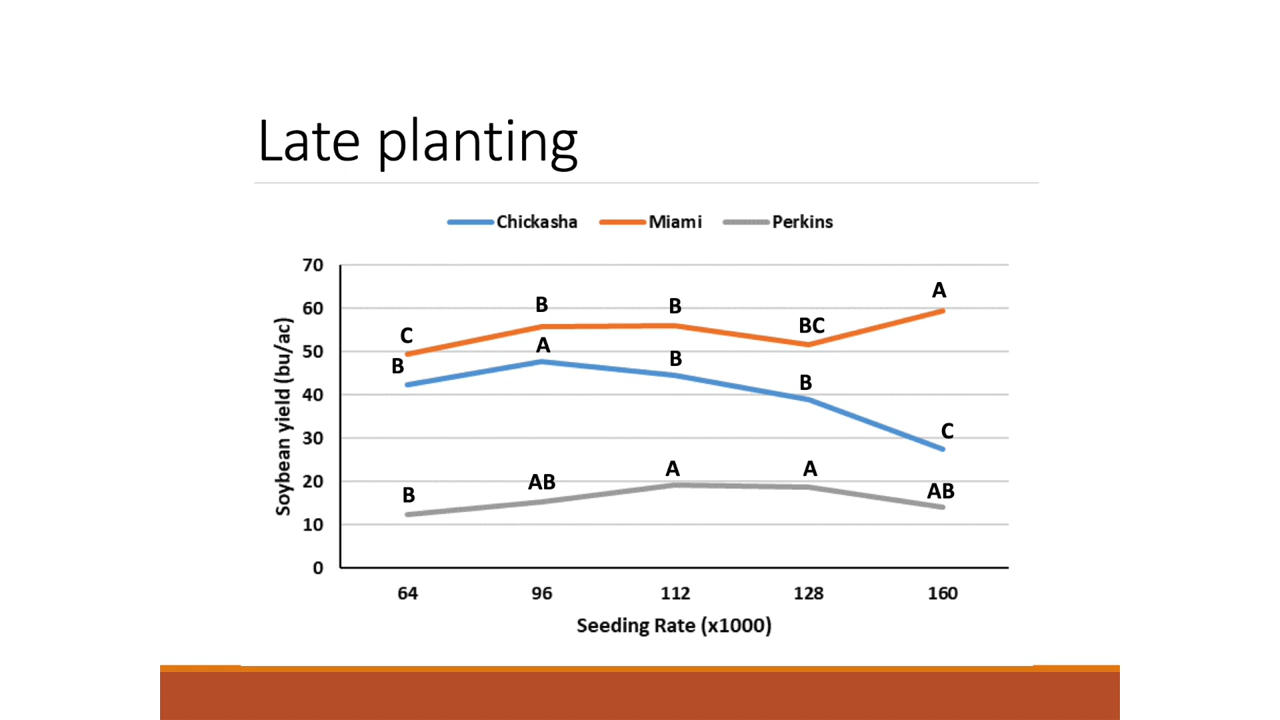 Late planting
Chickasha Miami Perkins
Soybean yield (bu/ac)
70
60
50
40
30
20
10
0
C B B BC A
B A B B C
B AB A A AB
64 96 112 128 160
Seeding Rate (x1000)